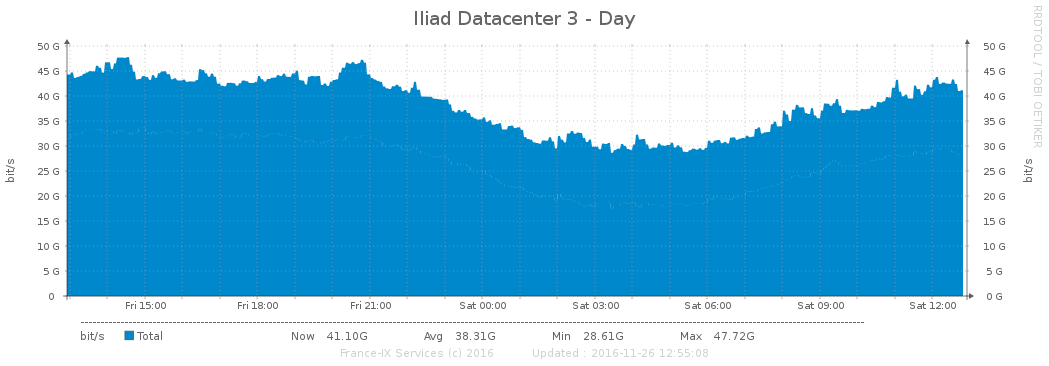 Iliad Datacenter 3 - Day
RRDTOOL / TOBI OETIKER
50 G 50 G
45 G 45 G
40 G 40 G
35 G 35 G
30 G 30 G
25 G 25 G
20 G 20 G
15 G 15 G
10 G 10 G
5 G 5 G
0 0 G
bit/s bit/s
Fri 15:00 Fri 18:00 Fri 21:00 Sat 00:00 Sat 03:00 Sat 06:00 Sat 09:00 Sat 12:00
bit/s Total Now 41.10G Avg 38.31G Min 28.61G Max 47.72G
France-IX Services (c) 2016 Updated : 2016-11-26 12:55:08